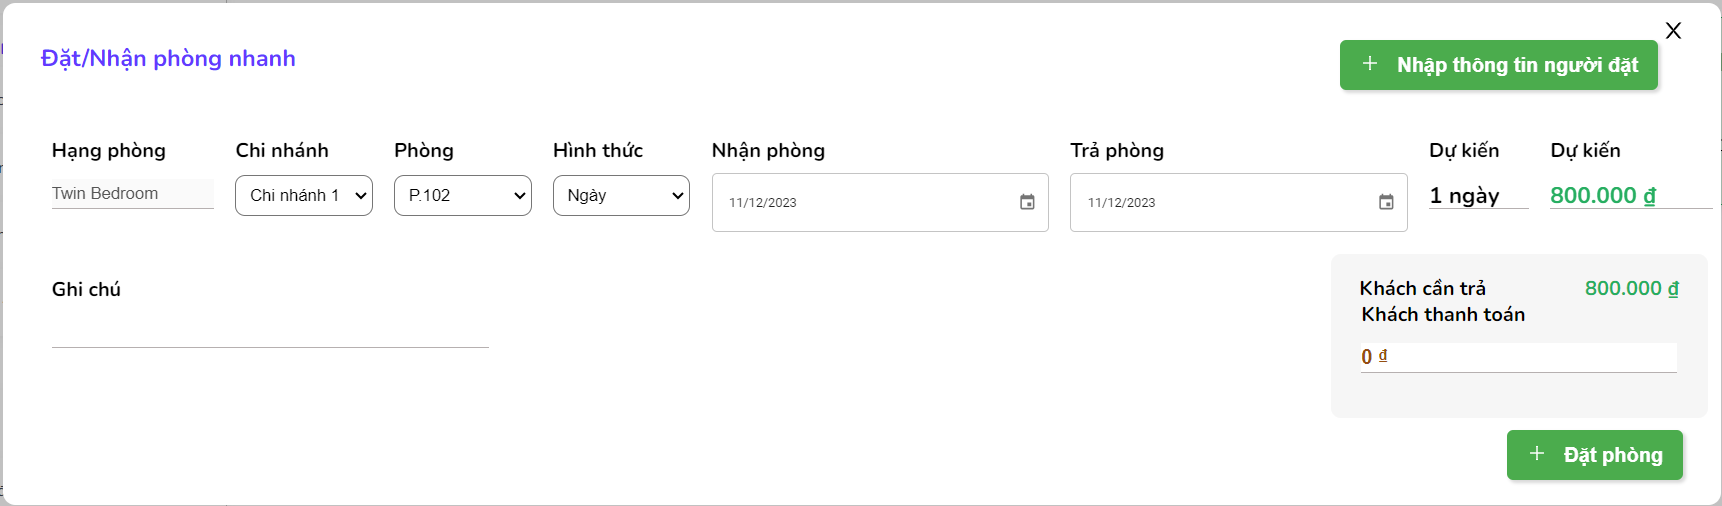 Đặt/Nhận phòng nhanh
X
+ Nhập thông tin người đặt
Hạng phòng
Chi nhánh
Phòng
Hình thức
Nhận phòng
Trả phòng
Dự kiến
Dự kiến
Twin Bedroom
Chi nhánh 1
P.102
Ngày
11/12/2023
11/12/2023
1 ngày
800.000 ₫
Ghi chú
Khách cần trả 800.000 ₫
Khách thanh toán
0 ₫
+ Đặt phòng